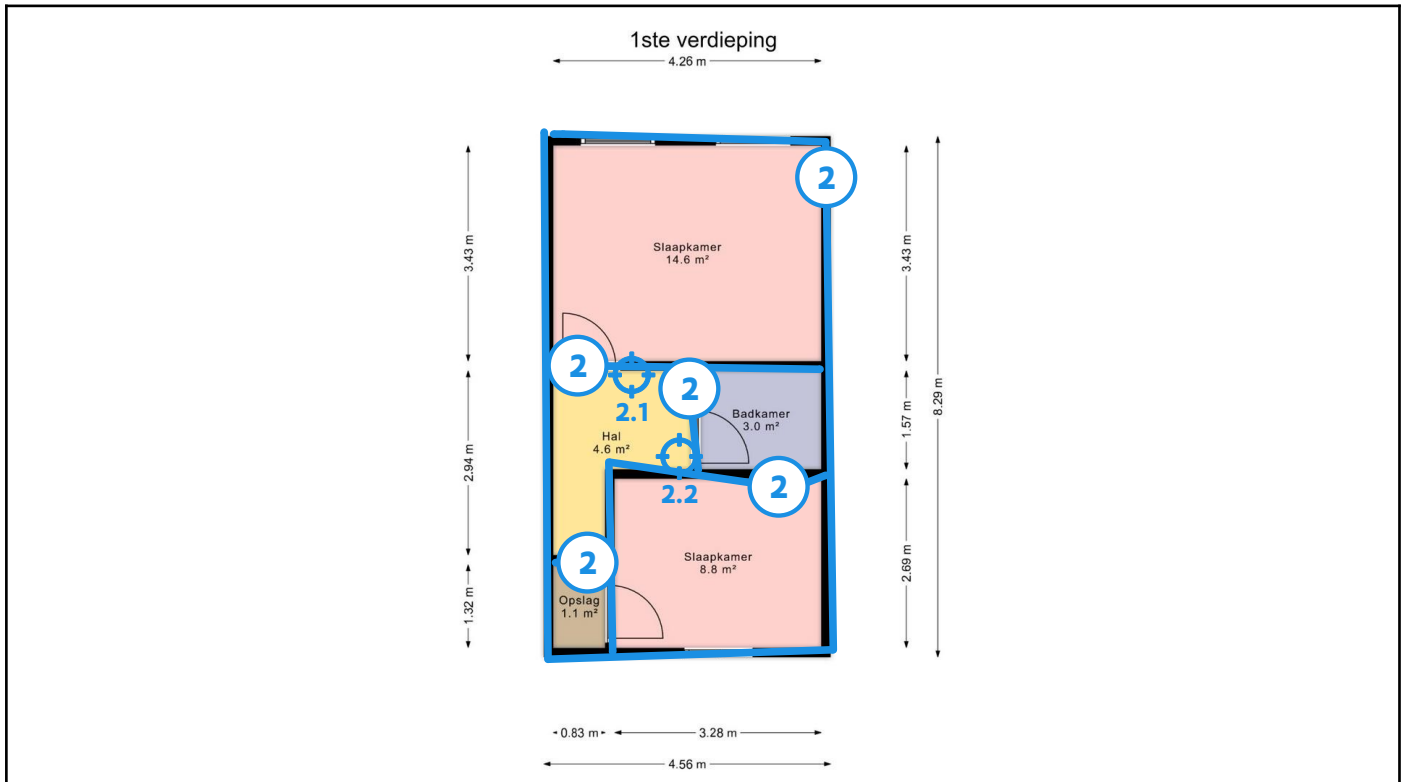 1ste verdieping
4.26 m
2
3.43 m
3.43 m
8.29 m
Slaapkamer
14.6 m²
2
2
2.1
Badkamer
3.0 m²
1.57 m
Hal
4.6 m²
2.94 m
2.2
2
Slaapkamer
8.8 m²
2.69 m
2
Opslag
1.1 m²
1.32 m
0.83 m
3.28 m
4.56 m